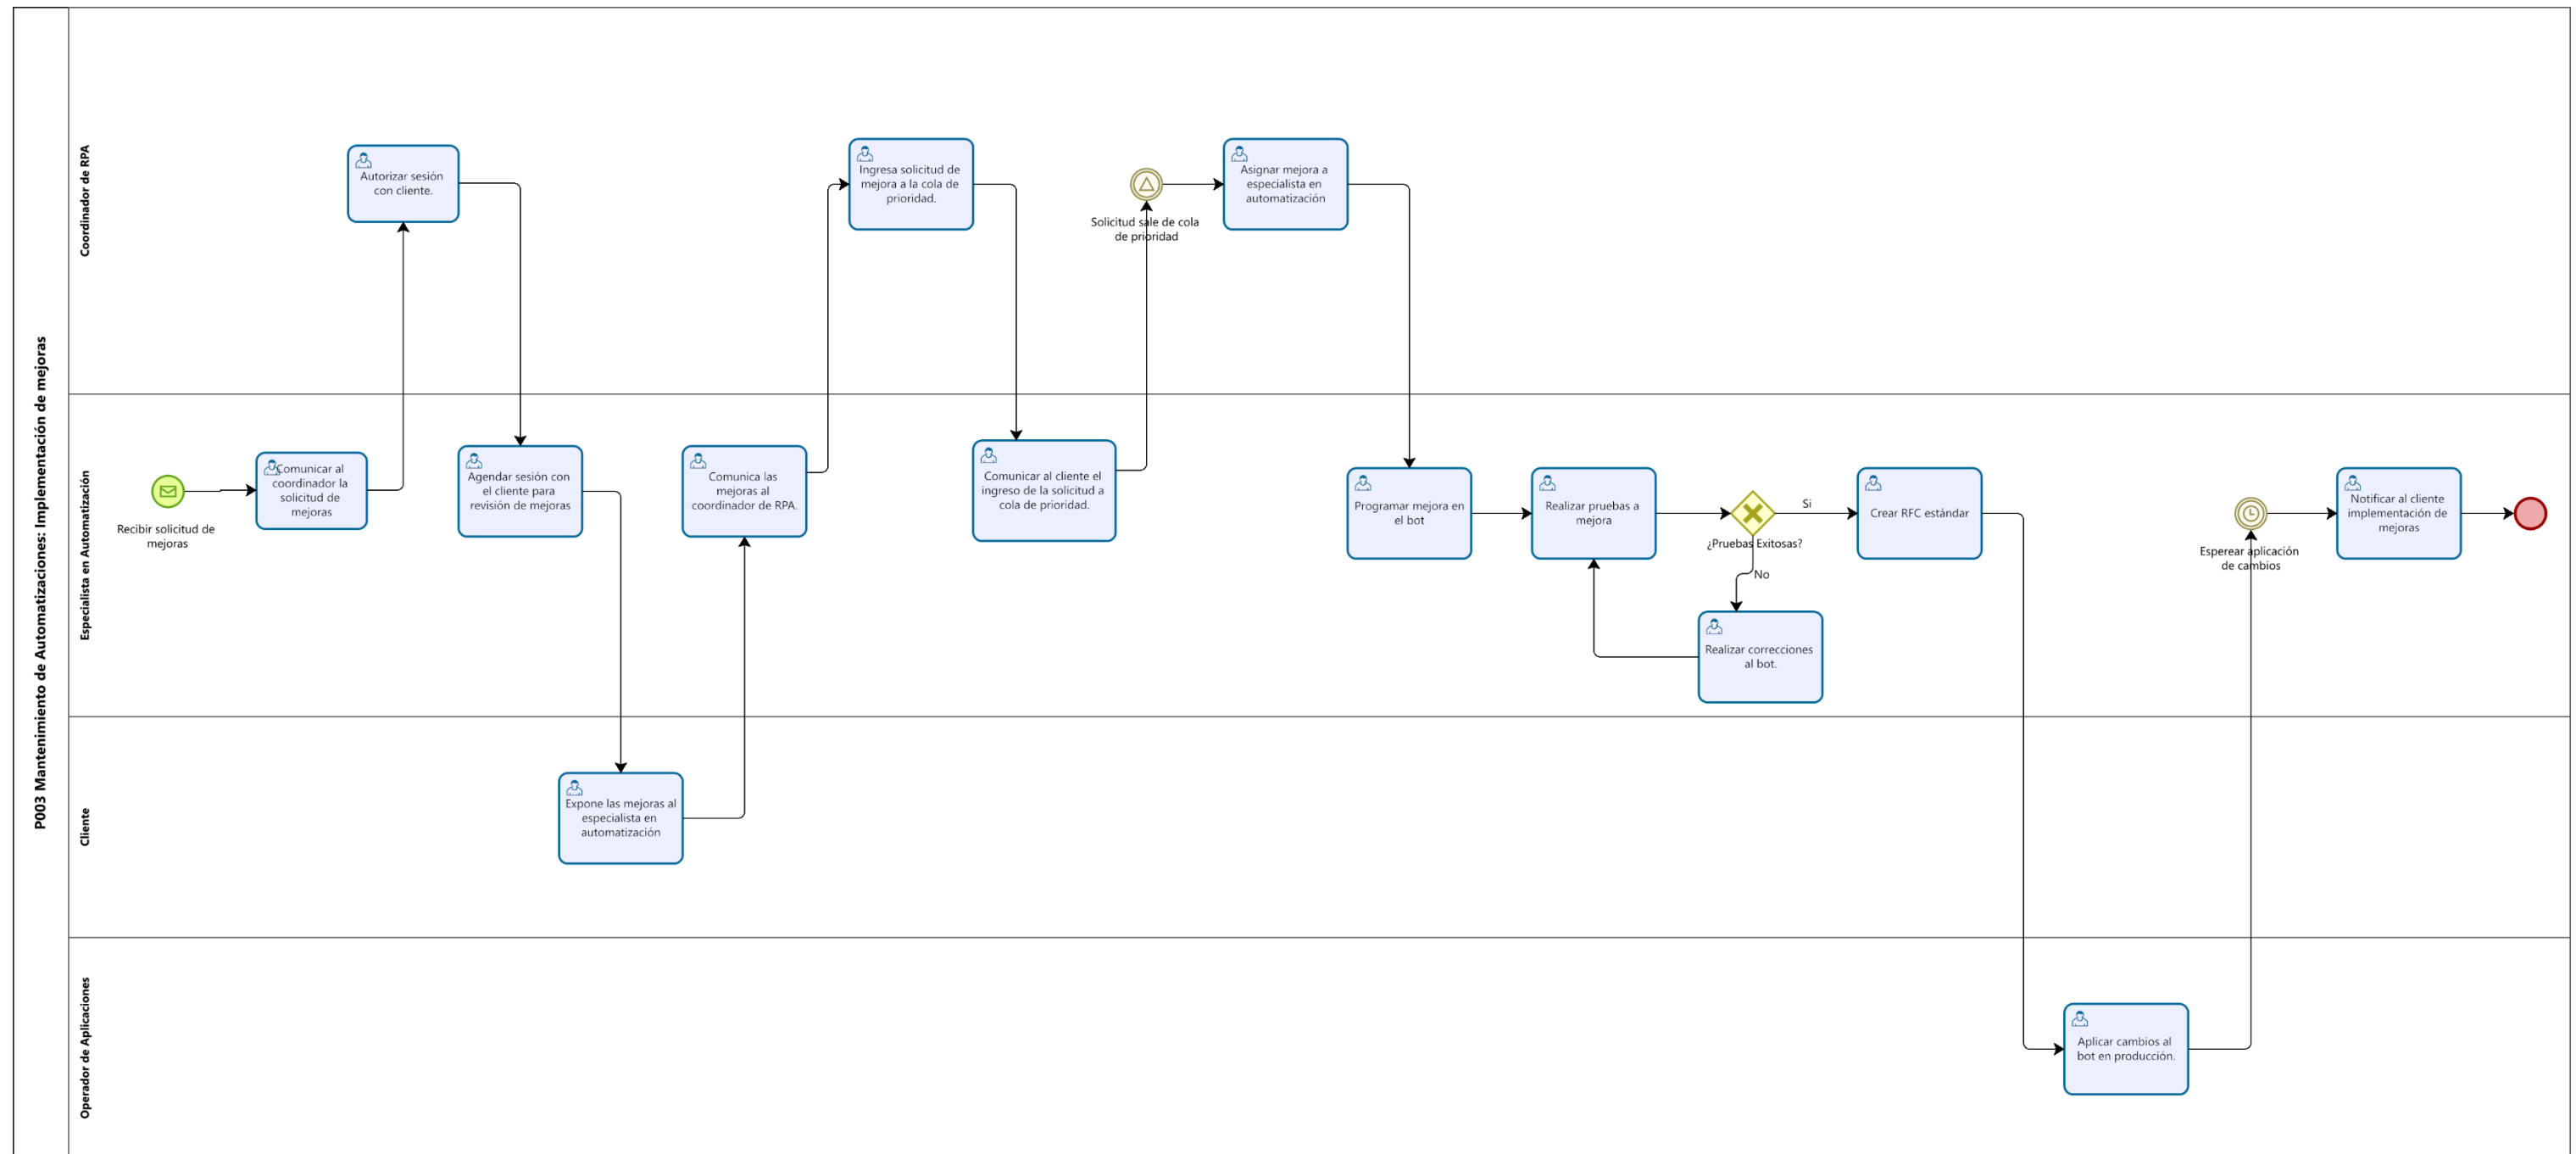 P003 Mantenimiento de Automatizaciones: Implementación de mejoras
Coordinador de RPA
Autorizar sesión
con cliente.
Ingresa solicitud de
mejora a la cola de
prioridad.
Solicitud sale de cola
de prioridad
Asignar mejora a
especialista en
automatización
Especialista en Automatización
Recibir solicitud de
mejoras
Comunicar al
coordinador la
solicitud de
mejoras
Agendar sesión con
el cliente para
revisión de mejoras
Comunica las
mejoras al
coordinador de RPA.
Comunicar al cliente el
ingreso de la solicitud a
cola de prioridad.
Programar mejora en
el bot
Realizar pruebas a
mejora
¿Pruebas Exitosas?
Si
No
Crear RFC estándar
Realizar correcciones
al bot.
Esperear aplicación
de cambios
Notificar al cliente
implementación de
mejoras
Cliente
Expone las mejoras al
especialista en
automatización
Operador de Aplicaciones
Aplicar cambios al
bot en producción.